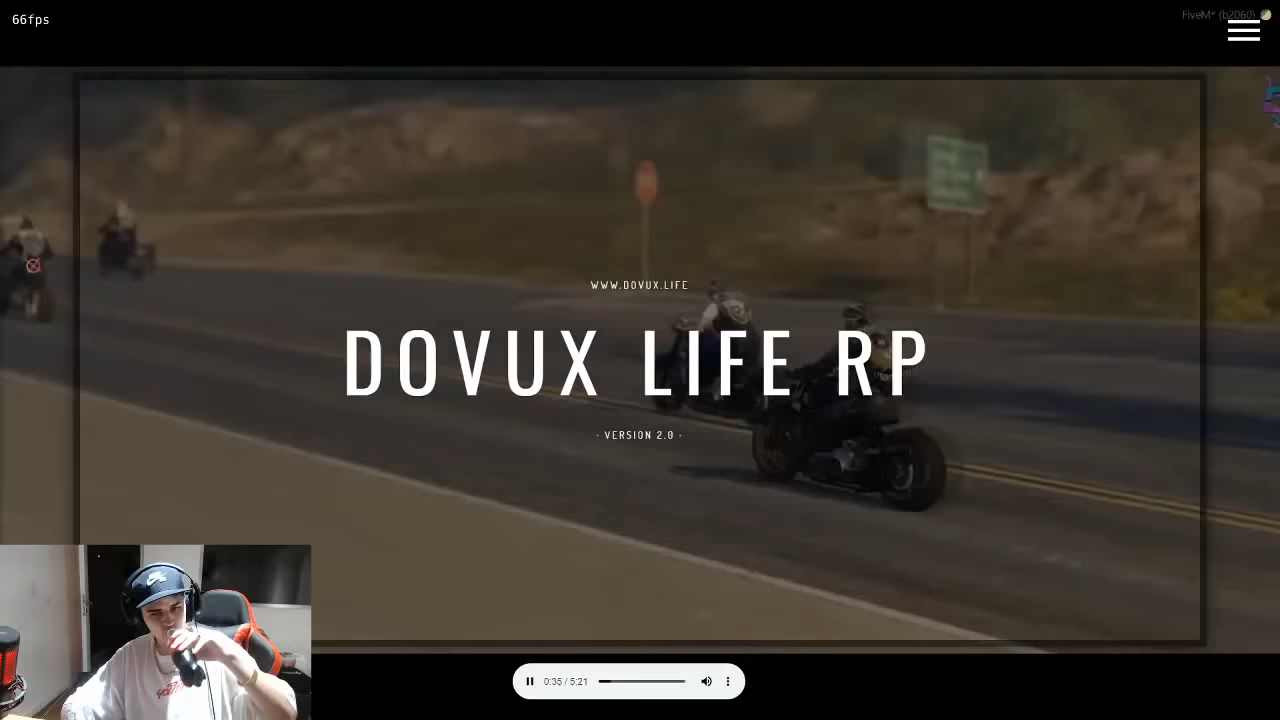 66fps
FiveM* (b2060)
WWW.DOVUX.LIFE
DOVUX LIFE RP
· VERSION 2.0 ·
0:35 / 5:21